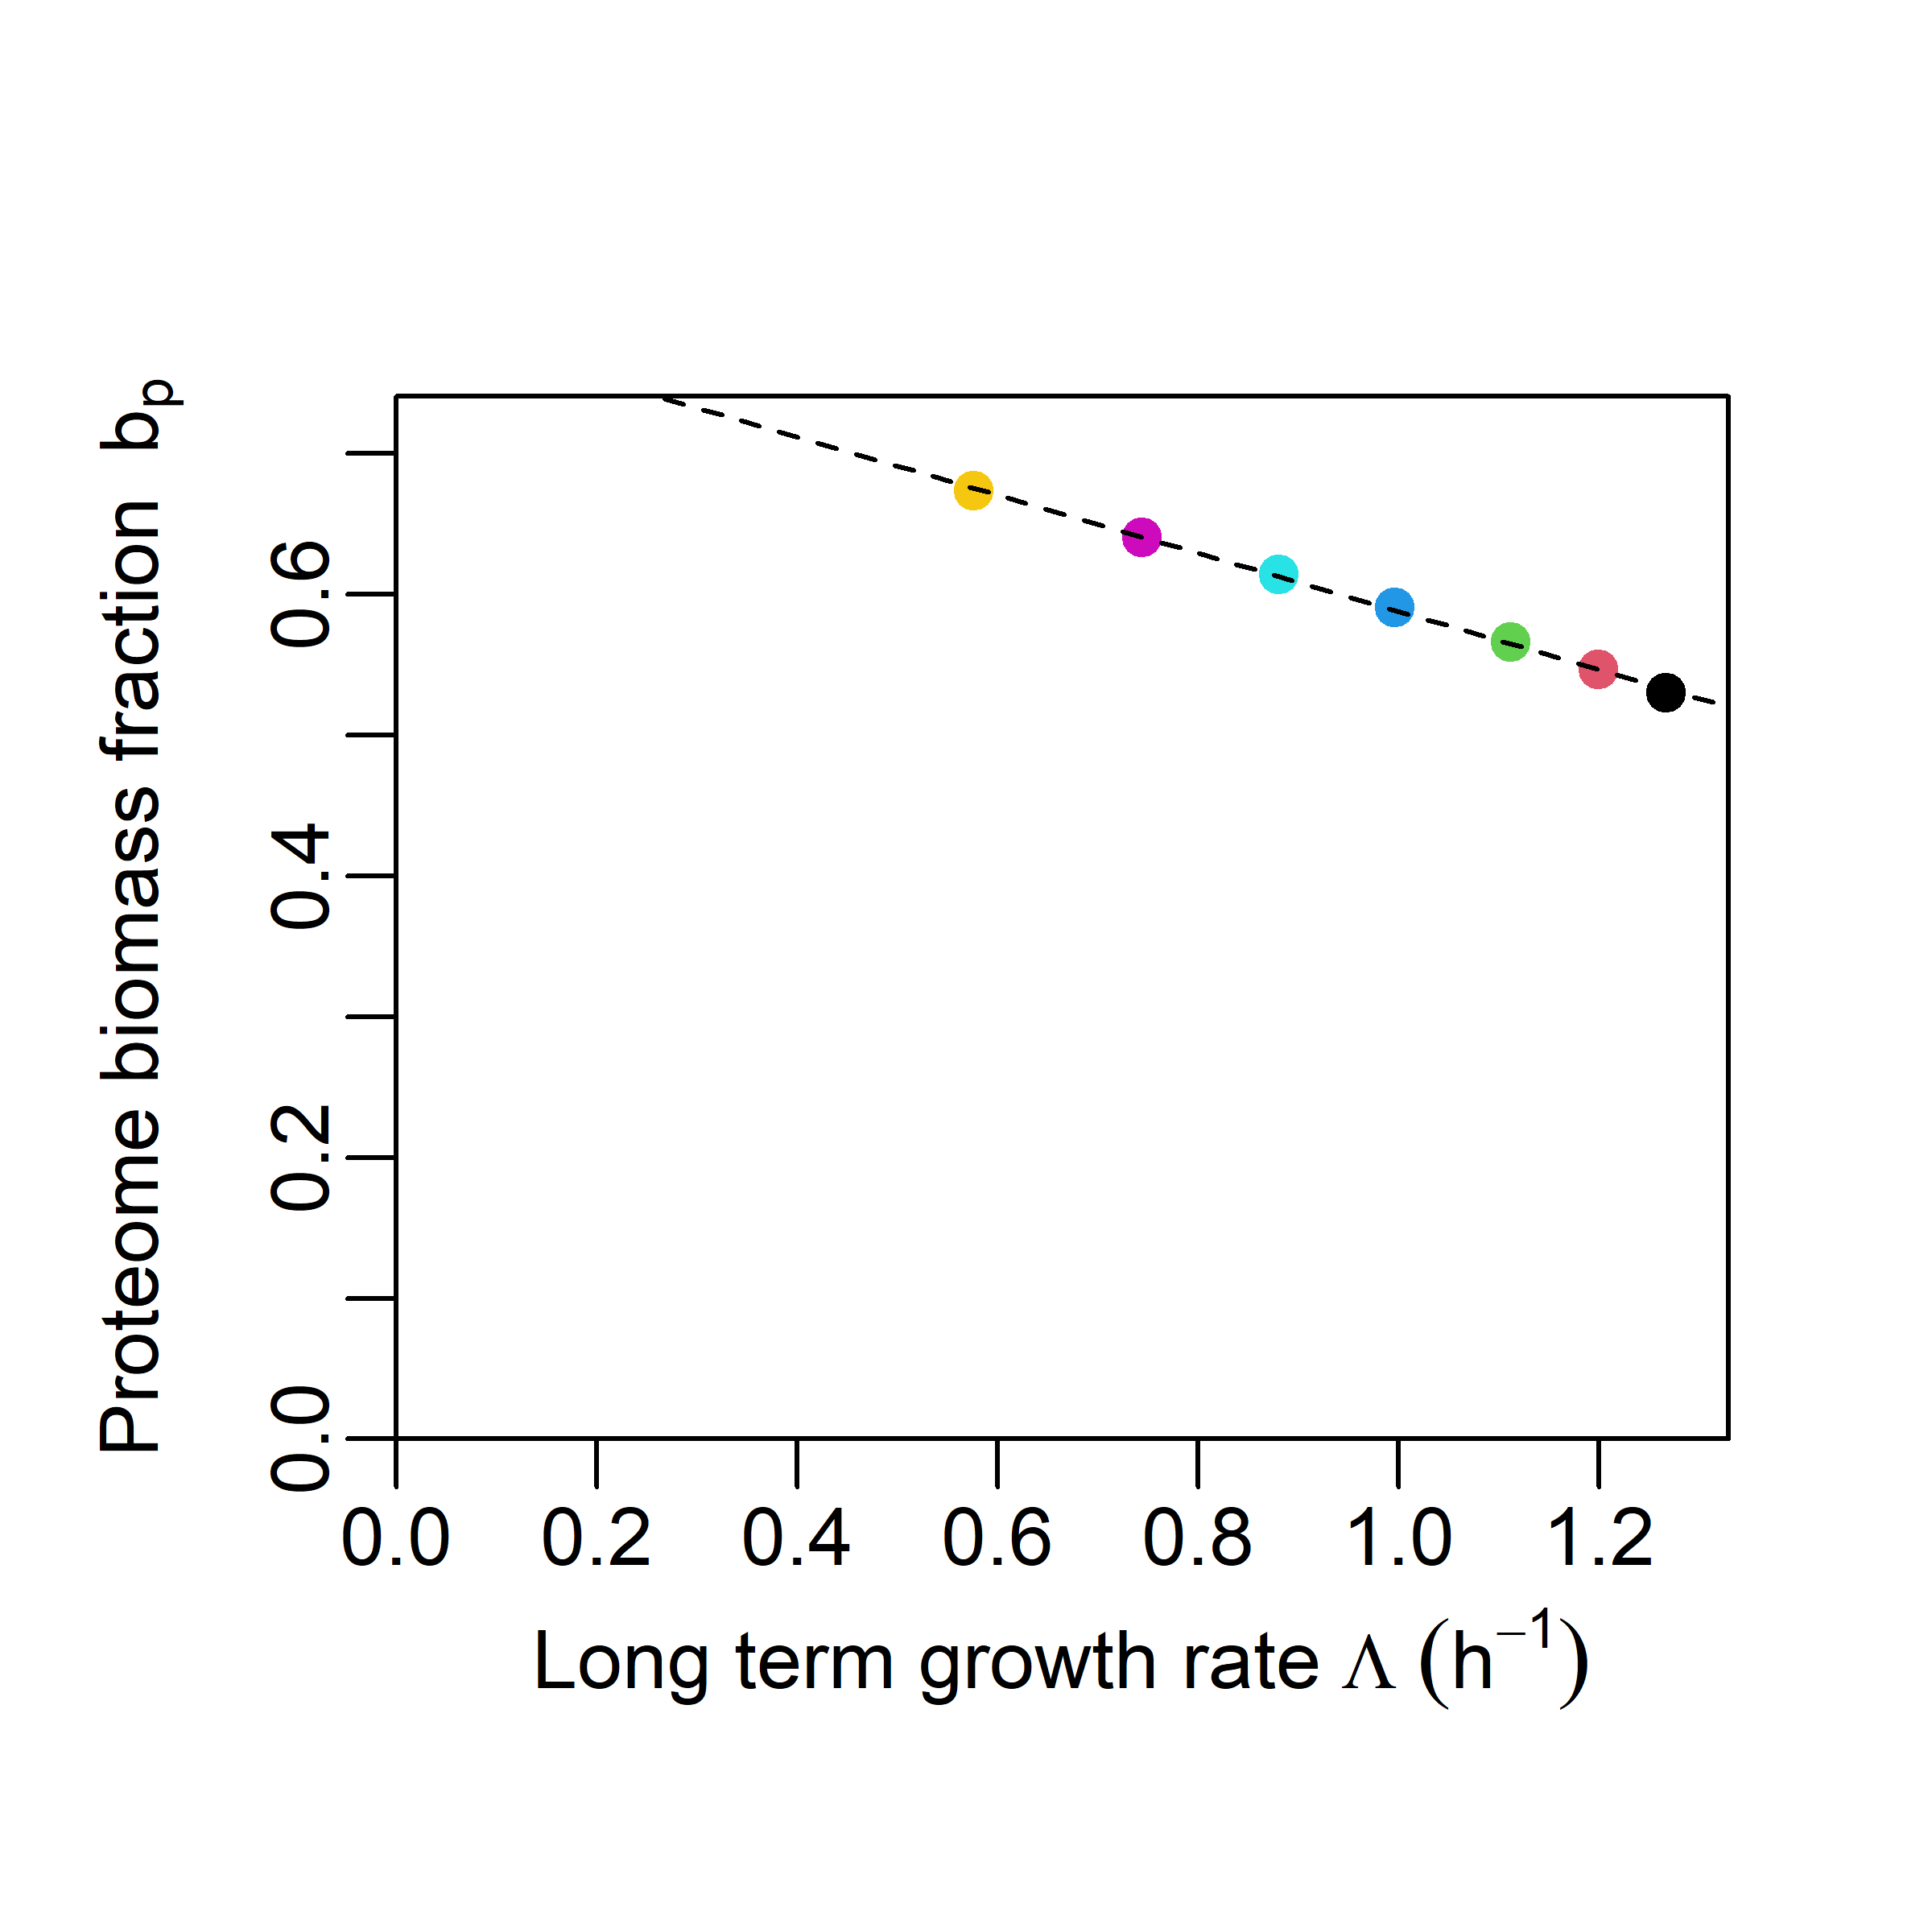 Proteome biomass fraction bₚ
0.6
0.4
0.2
0.0
0.0 0.2 0.4 0.6 0.8 1.0 1.2
Long term growth rate Λ (h⁻¹)